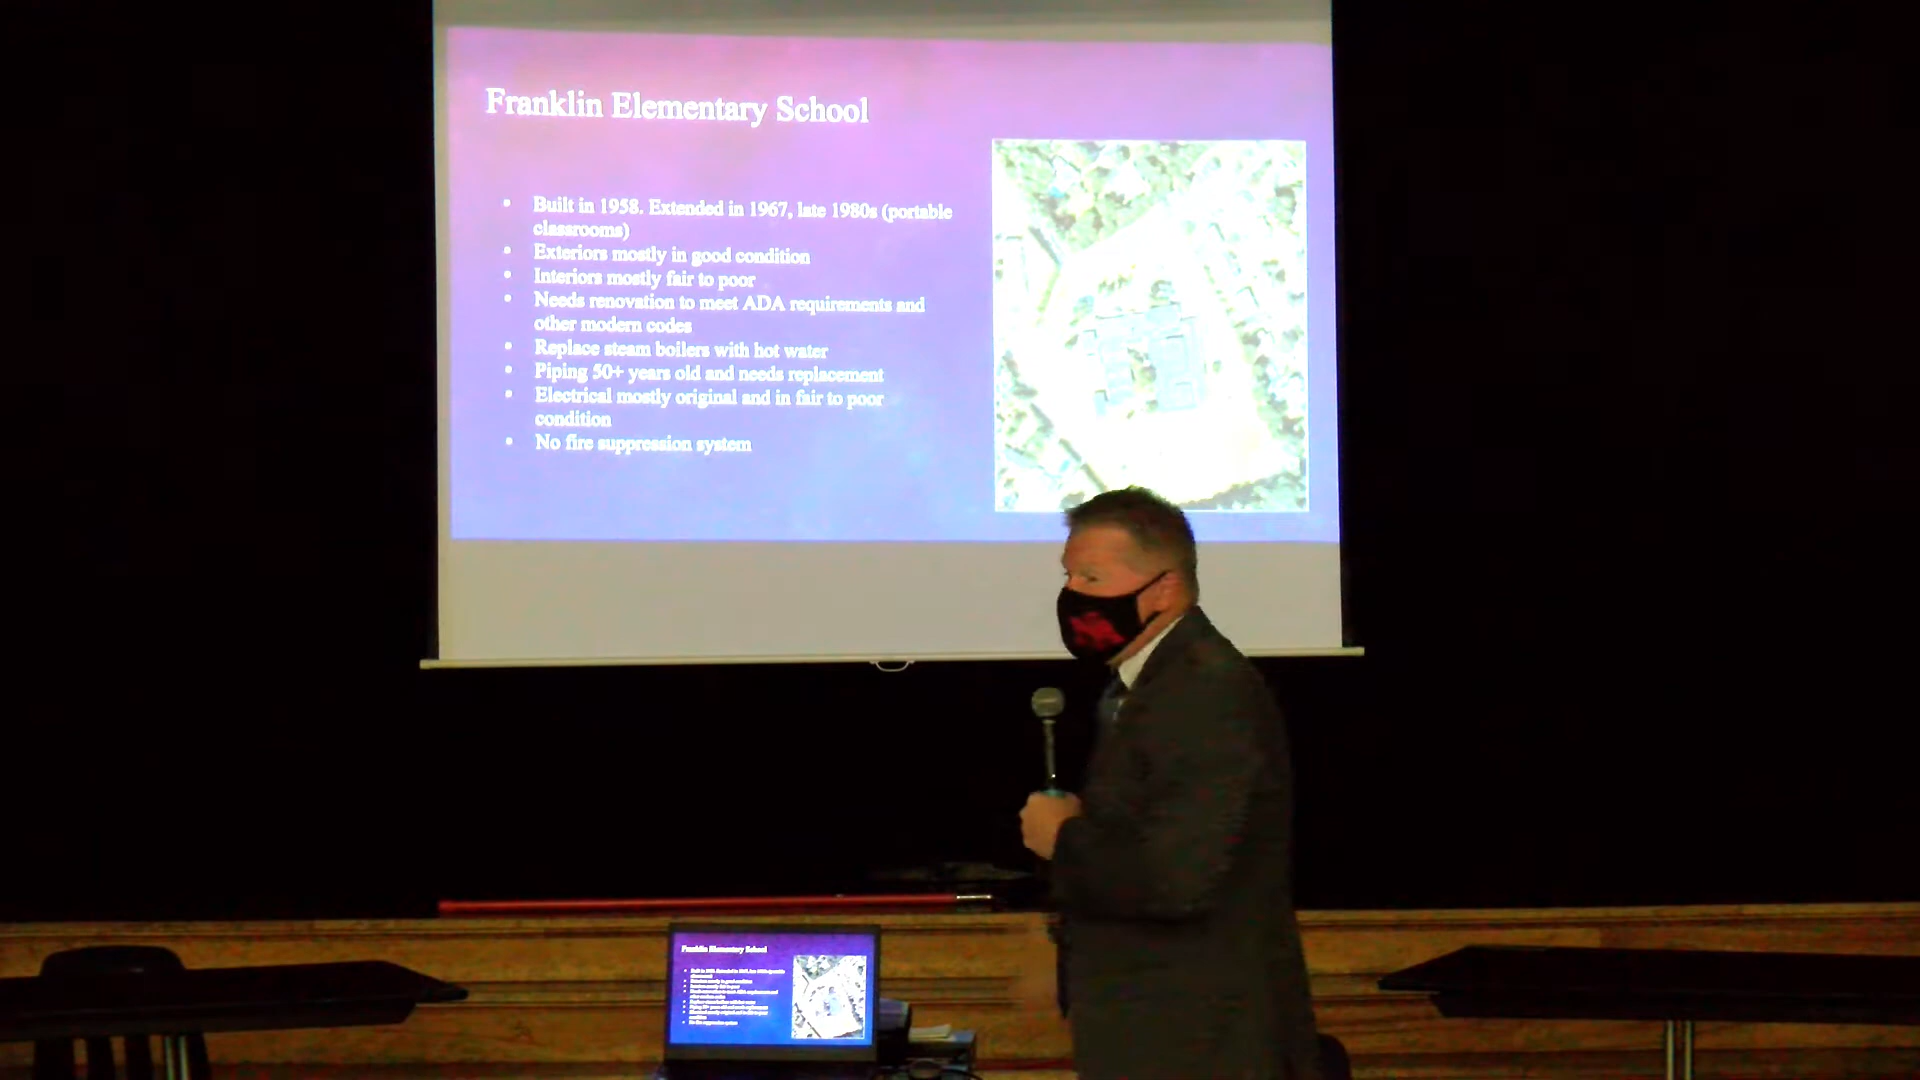 Franklin Elementary School
• Built in 1958. Extended in 1967, late 1980s (portable
classrooms)
• Exteriors mostly in good condition
• Interiors mostly fair to poor
• Needs renovation to meet ADA requirements and
other modern codes
• Replace steam boilers with hot water
• Piping 50+ years old and needs replacement
• Electrical mostly original and in fair to poor
condition
• No fire suppression system
Franklin Elementary School